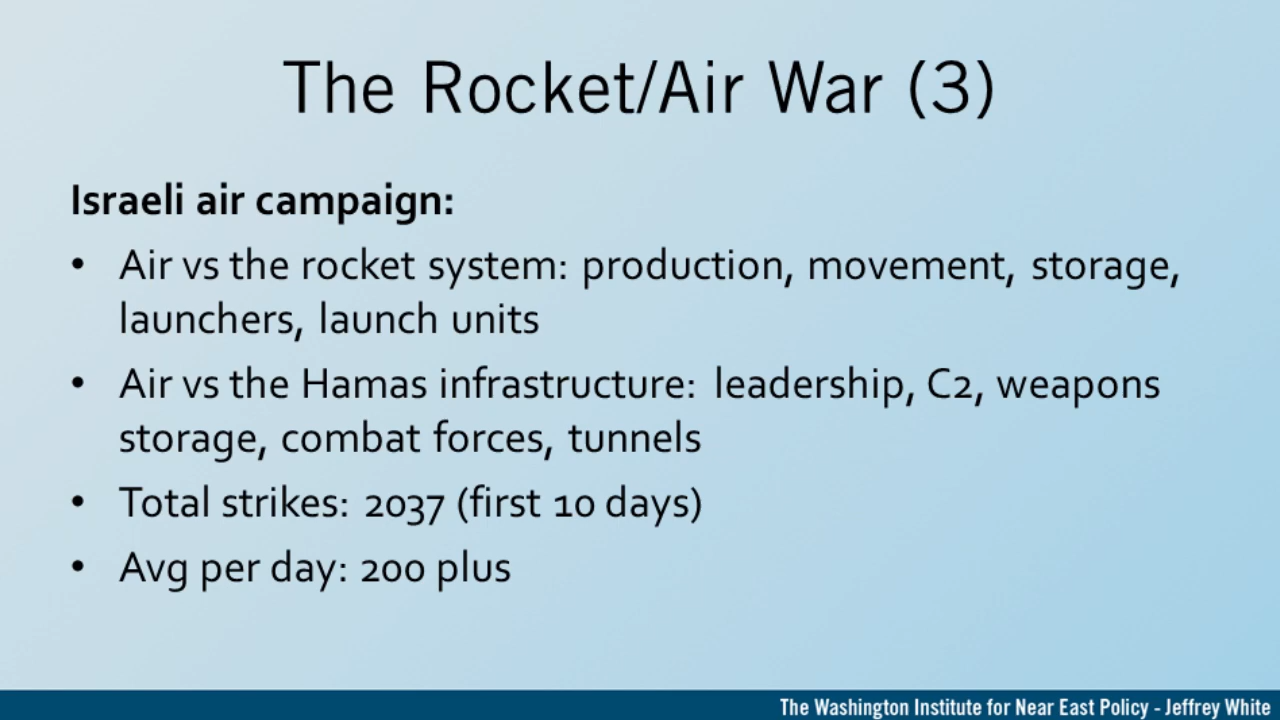 The Rocket/Air War (3)
Israeli air campaign:
• Air vs the rocket system: production, movement, storage,
launchers, launch units
• Air vs the Hamas infrastructure: leadership, C2, weapons
storage, combat forces, tunnels
• Total strikes: 2037 (first 10 days)
• Avg per day: 200 plus
The Washington Institute for Near East Policy - Jeffrey White